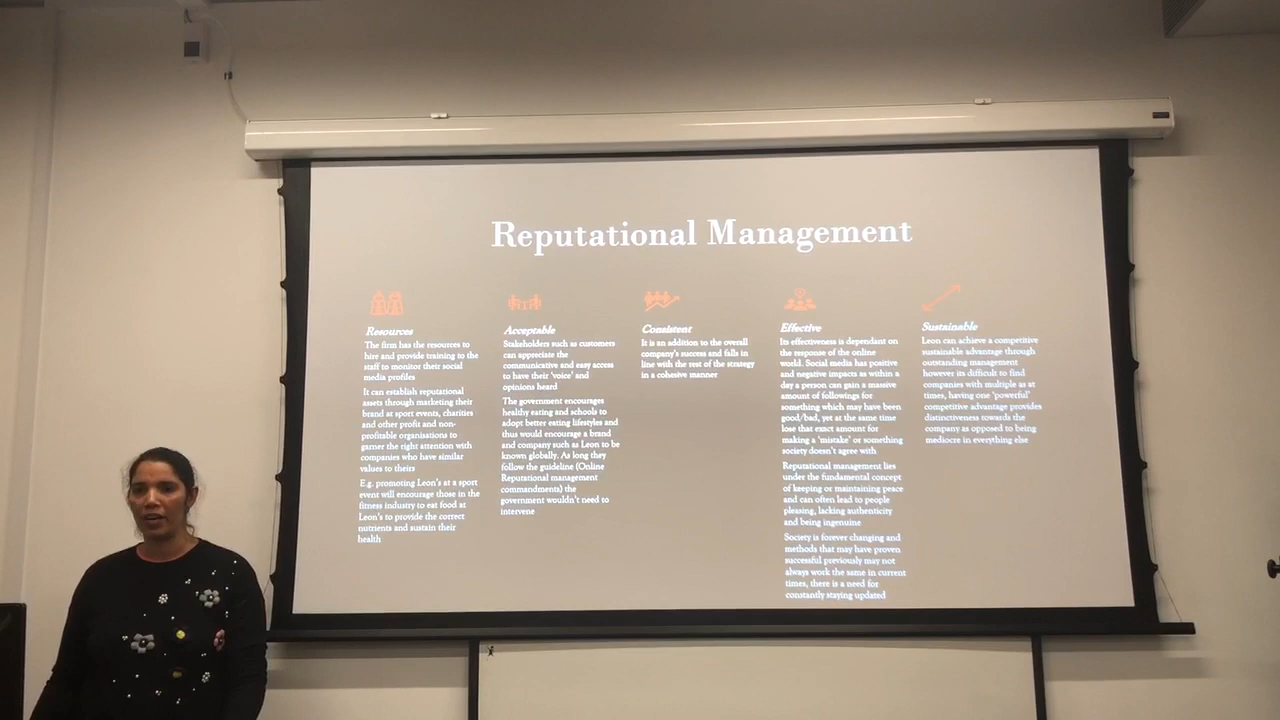 Reputational Management
Resources
The firm has the resources to
hire and provide training to the
staff to monitor their social
media profiles
It can establish reputational
assets through marketing their
brand at sport events, charities
and other profit and non-
profitable organisations to
garner the right attention with
companies who have similar
values to theirs
E.g. promoting Leon's at a sport
event will encourage those in the
fitness industry to eat food at
Leon's to provide the correct
nutrients and sustain their
health
Acceptable
Stakeholders such as customers
can appreciate the
communicative and easy access
to have their 'voice' and
opinions heard
The government encourages
healthy eating and schools to
adopt better eating lifestyles and
thus would encourage a brand
and company such as Leon to be
known globally. As long they
follow the guideline (Online
Reputational management
commandments) the
government wouldn't need to
intervene
Consistent
It is an addition to the overall
company's success and falls in
line with the rest of the strategy
in a cohesive manner
Effective
Its effectiveness is dependant on
the response of the online
world. Social media has positive
and negative impacts as within a
day a person can gain a massive
amount of followings for
something which may have been
good/bad, yet at the same time
lose that exact amount for
making a 'mistake' or something
society doesn't agree with
Reputational management lies
under the fundamental concept
of keeping or maintaining peace
and can often lead to people
pleasing, lacking authenticity
and being ingenuine
Society is forever changing and
methods that may have proven
successful previously may not
always work the same in current
times, there is a need for
constantly staying updated
Sustainable
Leon can achieve a competitive
sustainable advantage through
outstanding management
however its difficult to find
companies with multiple as at
times, having one 'powerful'
competitive advantage provides
distinctiveness towards the
company as opposed to being
mediocre in everything else